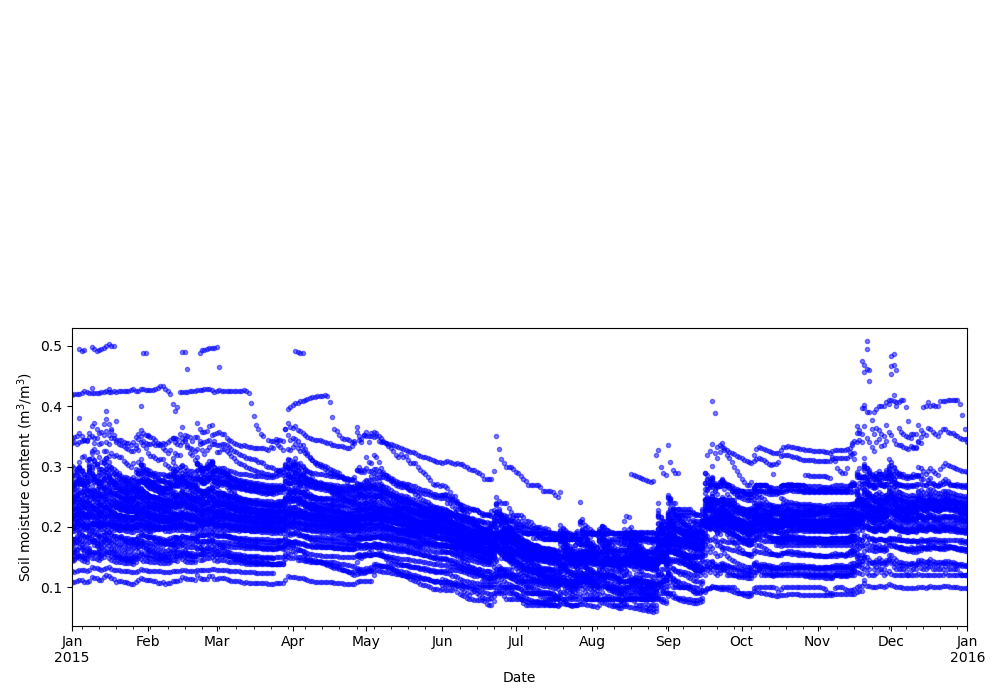 0.5
0.4
0.3
0.2
0.1
Soil moisture content (m³/m³)
Jan Feb Mar Apr May Jun Jul Aug Sep Oct Nov Dec Jan
2015 2016
Date